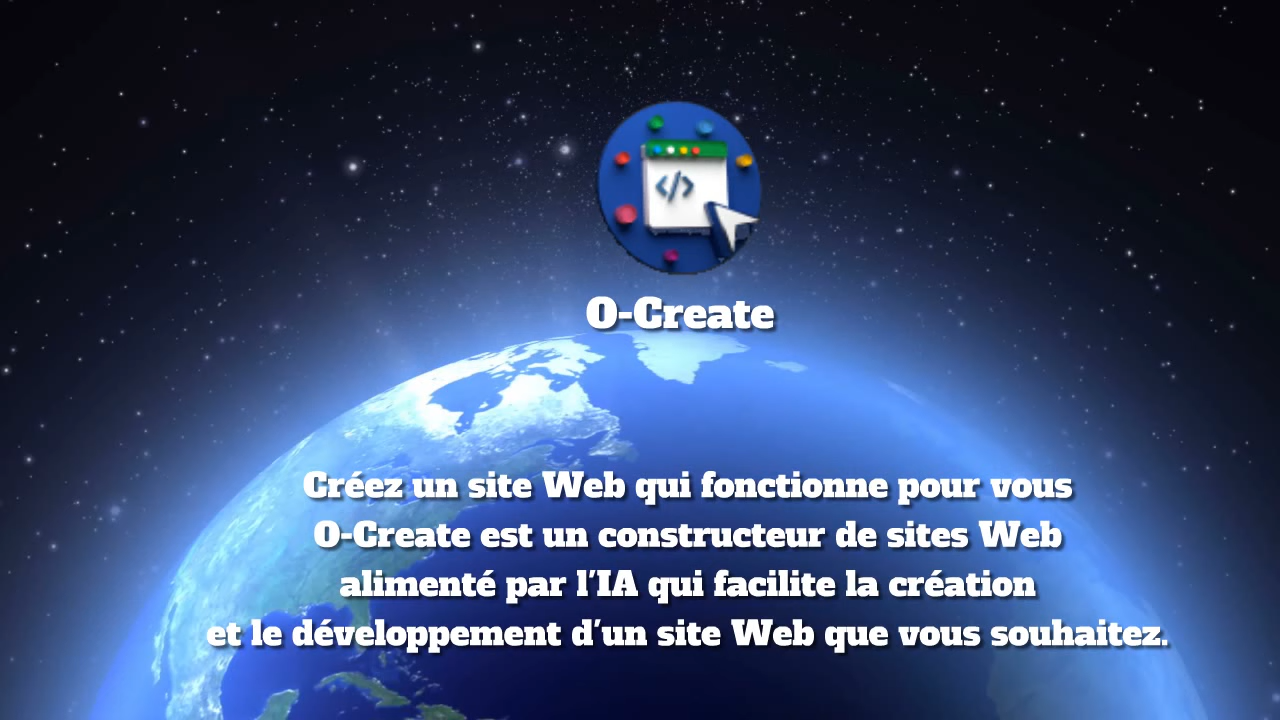 </>
O-Create
Créez un site Web qui fonctionne pour vous
O-Create est un constructeur de sites Web
alimenté par l'IA qui facilite la création
et le développement d'un site Web que vous souhaitez.